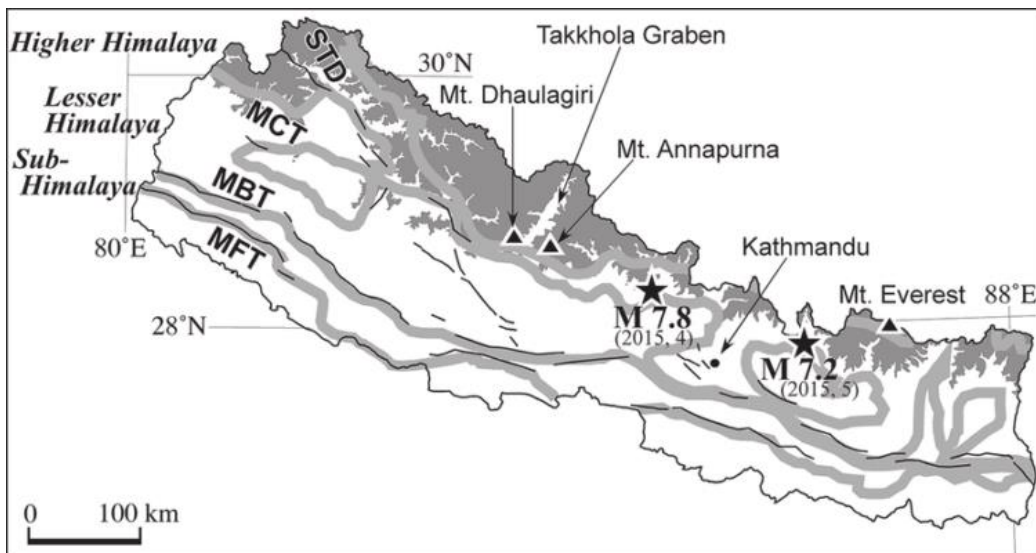 Higher Himalaya
STD
Takkhola Graben
30˚N
Mt. Dhaulagiri
Lesser
Himalaya
MCT
Mt. Annapurna
Sub-
Himalaya
MBT
80˚E
MFT
Kathmandu
88˚E
Mt. Everest
28˚N
M 7.8
(2015, 4)
M 7.2
(2015, 5)
0 100 km